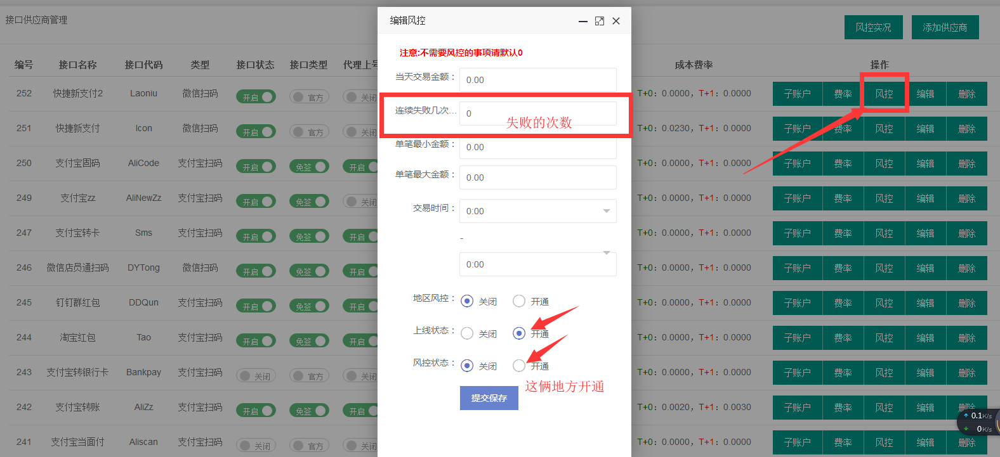 接口供应商管理
风控实况 添加供应商
编号 接口名称 接口代码 类型 接口状态 接口类型 代理上号 成本费率 操作
252 快捷新支付2 Laoniu 微信扫码 开启 官方 关闭 T+0：0.0000，T+1：0.0000 子账户 费率 风控 编辑 删除
251 快捷新支付 Icon 微信扫码 开启 官方 关闭 T+0：0.0230，T+1：0.0000 子账户 费率 风控 编辑 删除
250 支付宝固码 AliCode 支付宝扫码 开启 免签 开启 T+0：0.0000，T+1：0.0000 子账户 费率 风控 编辑 删除
249 支付宝zz AliNewZz 支付宝扫码 开启 免签 关闭 T+0：0.0000，T+1：0.0000 子账户 费率 风控 编辑 删除
247 支付宝转卡 Sms 支付宝扫码 开启 免签 开启 T+0：0.0000，T+1：0.0000 子账户 费率 风控 编辑 删除
246 微信店员通扫码 DYTong 微信扫码 开启 免签 开启 T+0：0.0000，T+1：0.0000 子账户 费率 风控 编辑 删除
245 钉钉群红包 DDQun 支付宝扫码 开启 免签 开启 T+0：0.0000，T+1：0.0000 子账户 费率 风控 编辑 删除
244 淘宝红包 Tao 支付宝扫码 开启 免签 开启 T+0：0.0000，T+1：0.0000 子账户 费率 风控 编辑 删除
243 支付宝转银行卡 Bankpay 支付宝扫码 关闭 官方 关闭 T+0：0.0000，T+1：0.0000 子账户 费率 风控 编辑 删除
242 支付宝转账 AliZz 支付宝扫码 开启 免签 开启 T+0：0.0020，T+1：0.0030 子账户 费率 风控 编辑 删除
241 支付宝当面付 Aliscan 支付宝扫码 关闭 官方 关闭 T+0：0.0000，T+1：0.0000 子账户 费率 风控 编辑 删除
编辑风控
注意:不需要风控的事项请默认0
当天交易金额： 0.00
连续失败几次... 0
失败的次数
单笔最小金额： 0.00
单笔最大金额： 0.00
交易时间： 0:00
-
0:00
地区风控： 关闭 开通
上线状态： 关闭 开通
风控状态： 关闭 开通
这俩地方开通
提交保存
0.1K/s
0K/s